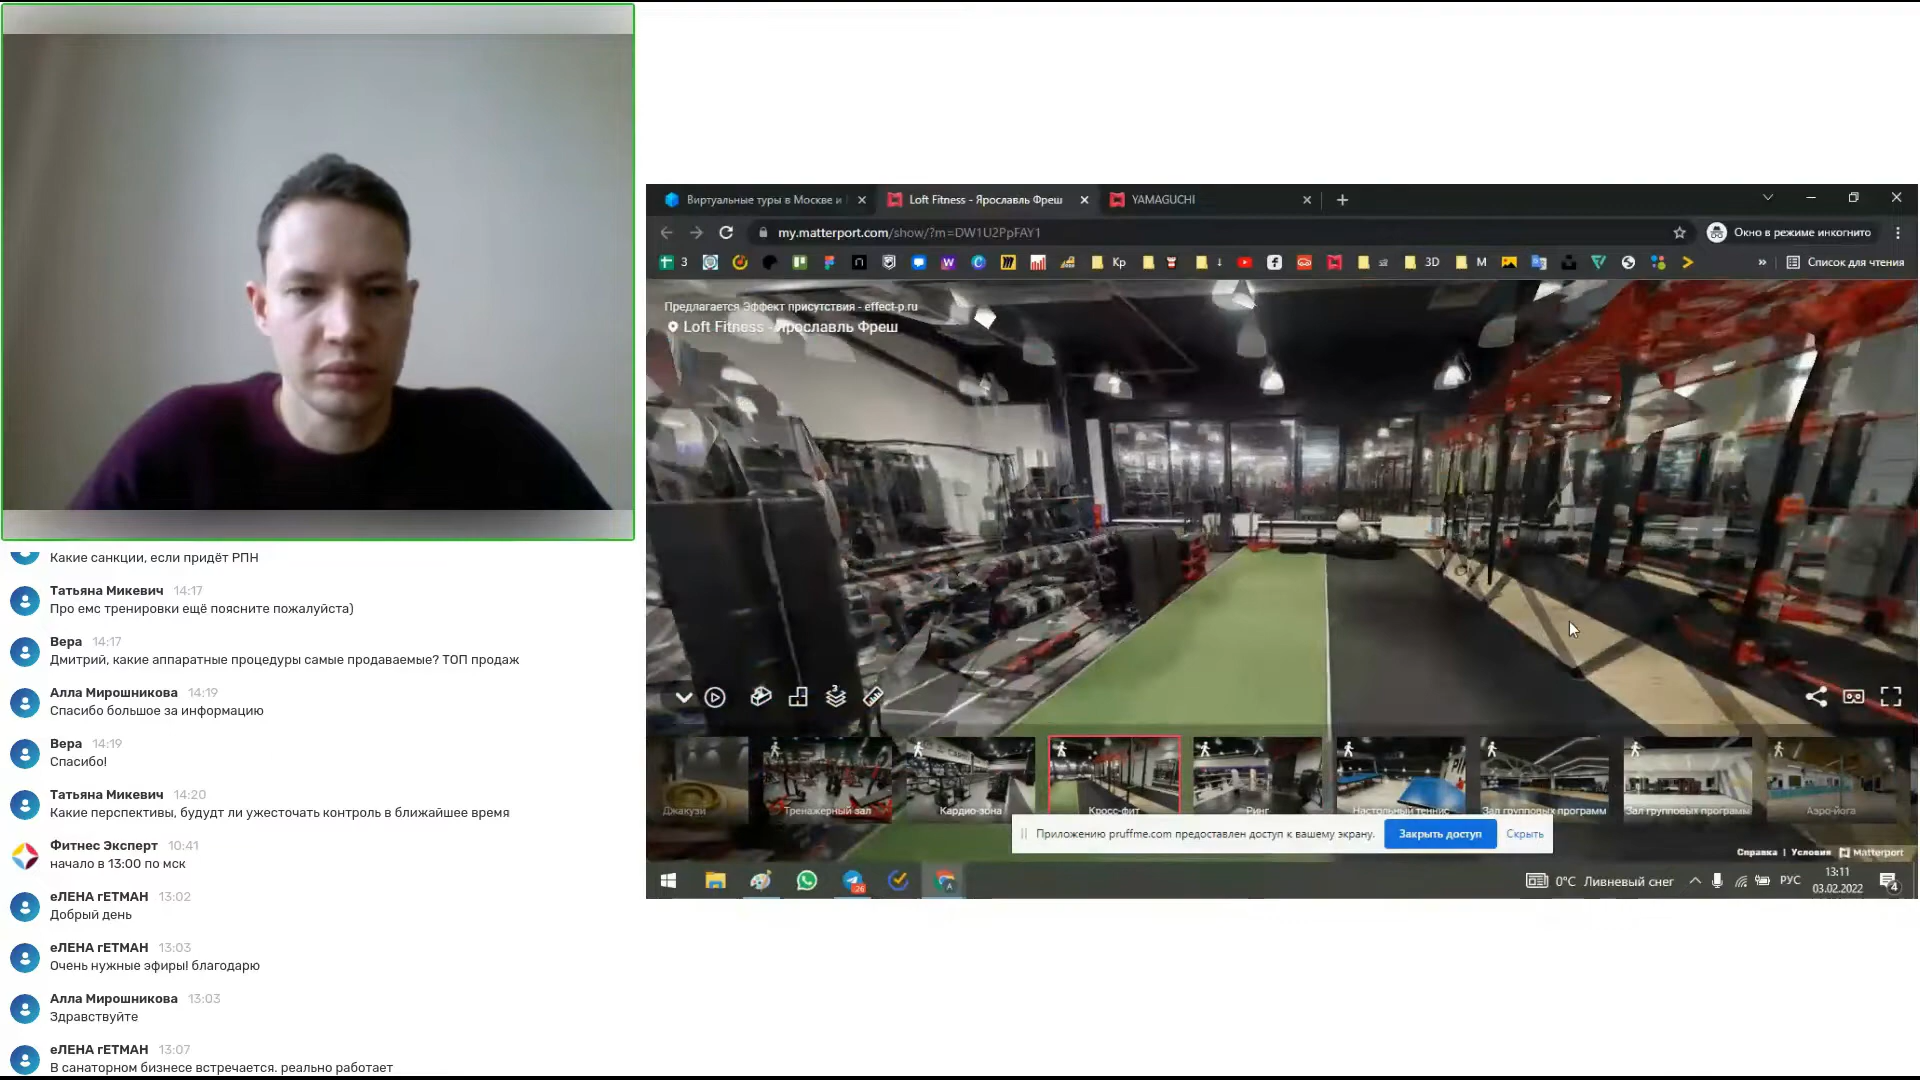 Какие санкции, если придёт РПН
Татьяна Микевич 14:17
Про емс тренировки ещё поясните пожалуйста)
Вера 14:17
Дмитрий, какие аппаратные процедуры самые продаваемые? ТОП продаж
Алла Мирошникова 14:19
Спасибо большое за информацию
Вера 14:19
Спасибо!
Татьяна Микевич 14:20
Какие перспективы, будудт ли ужесточать контроль в ближайшее время
Фитнес Эксперт 10:41
начало в 13:00 по мск
еЛЕНА гЕТМАН 13:02
Добрый день
еЛЕНА гЕТМАН 13:03
Очень нужные эфиры! благодарю
Алла Мирошникова 13:03
Здравствуйте
еЛЕНА гЕТМАН 13:07
В санаторном бизнесе встречается. реально работает
Виртуальные туры в Москве и
Loft Fitness - Ярославль Фреш
YAMAGUCHI
my.matterport.com/show/?m=DW1U2PpFAY1
Окно в режиме инкогнито
3
Кр
3D
М
Список для чтения
Предлагается Эффект присутствия - effect-p.ru
Loft Fitness - Ярославль Фреш
Джакузи
Тренажерный зал
Кардио-зона
Кросс-фит
Ринг
Настольный теннис
Зал групповых программ
Зал групповых программ
Аэро-йога
Приложению pruffme.com предоставлен доступ к вашему экрану.
Закрыть доступ
Скрыть
Справка | Условия
Matterport
26
0°C Ливневый снег
РУС
13:11
03.02.2022
4